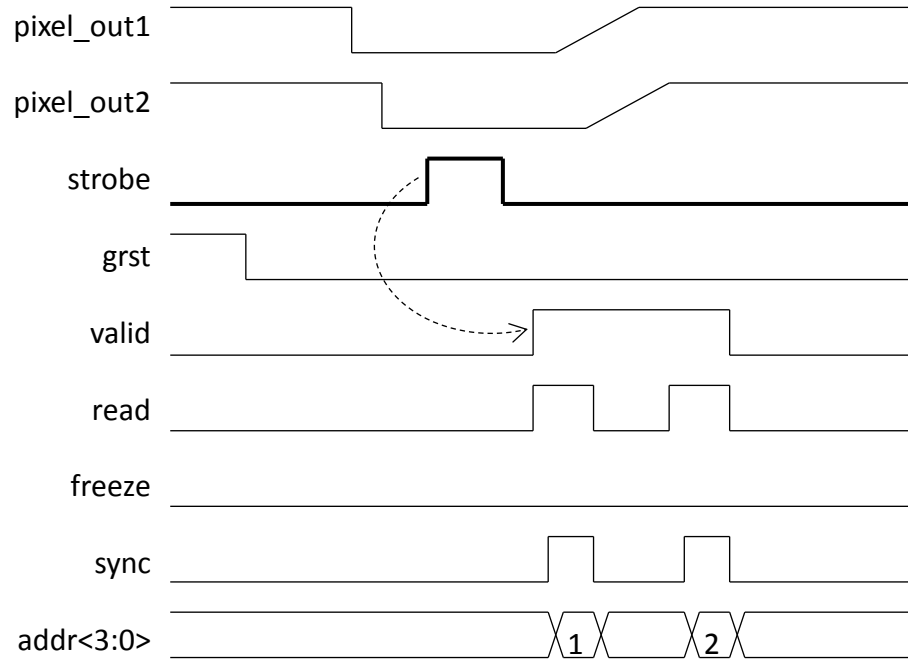 pixel_out1
pixel_out2
strobe
grst
valid
read
freeze
sync
addr<3:0> 1 2